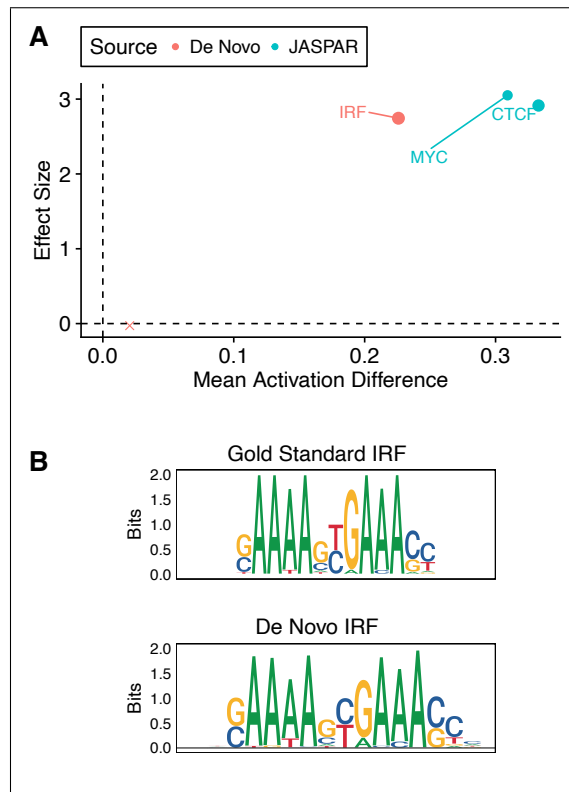 A
Source De Novo JASPAR
3
2
1
0
Effect Size
IRF
MYC
CTCF
0.0 0.1 0.2 0.3
Mean Activation Difference
B
Gold Standard IRF
2.0
1.5
1.0
0.5
0.0
Bits
De Novo IRF
2.0
1.5
1.0
0.5
0.0
Bits